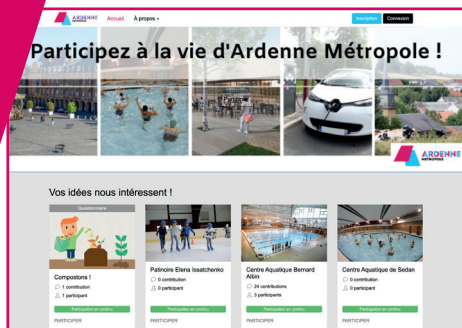 ARDENNE
MÉTROPOLE
Accueil À propos
Inscription Connexion
Participez à la vie d'Ardenne Métropole !
ARDENNE
MÉTROPOLE
Vos idées nous intéressent !
Questionnaire
Compostons !
1 contribution
1 participant
Participation en continu
PARTICIPER
Patinoire Elena Issatchenko
0 contribution
0 participant
Participation en continu
PARTICIPER
Centre Aquatique Bernard
Albin
24 contributions
3 participants
Participation en continu
PARTICIPER
Centre Aquatique de Sedan
0 contribution
0 participant
Participation en continu
PARTICIPER